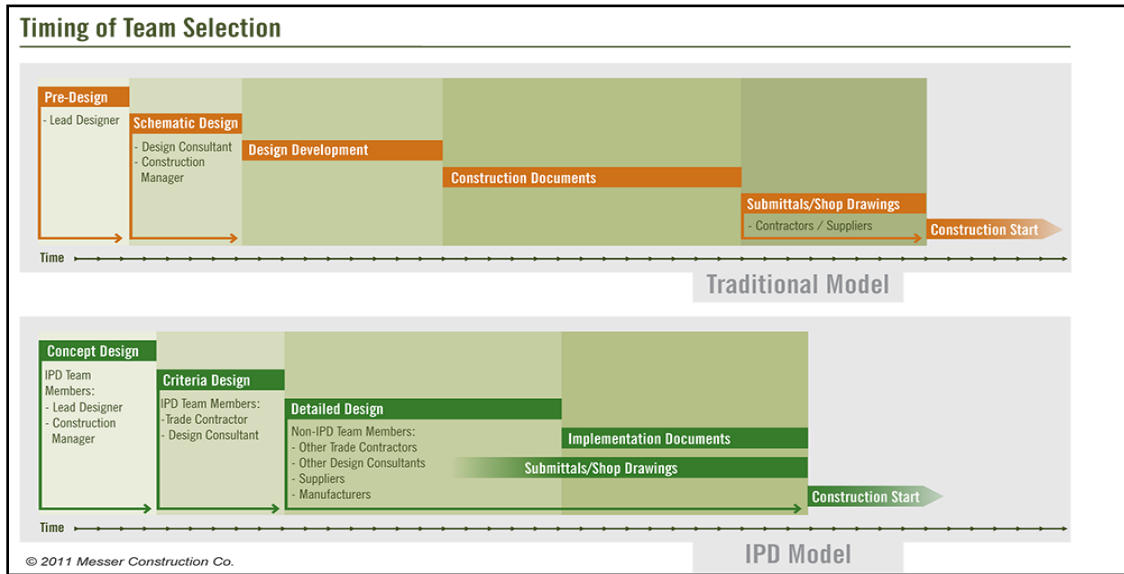 Timing of Team Selection
Pre-Design
- Lead Designer
Schematic Design
- Design Consultant
- Construction
Manager
Design Development
Construction Documents
Submittals/Shop Drawings
- Contractors / Suppliers
Construction Start
Time
Traditional Model
Concept Design
IPD Team
Members:
- Lead Designer
- Construction
Manager
Criteria Design
IPD Team Members:
-Trade Contractor
- Design Consultant
Detailed Design
Non-IPD Team Members:
- Other Trade Contractors
- Other Design Consultants
- Suppliers
- Manufacturers
Implementation Documents
Submittals/Shop Drawings
Construction Start
Time
IPD Model
© 2011 Messer Construction Co.